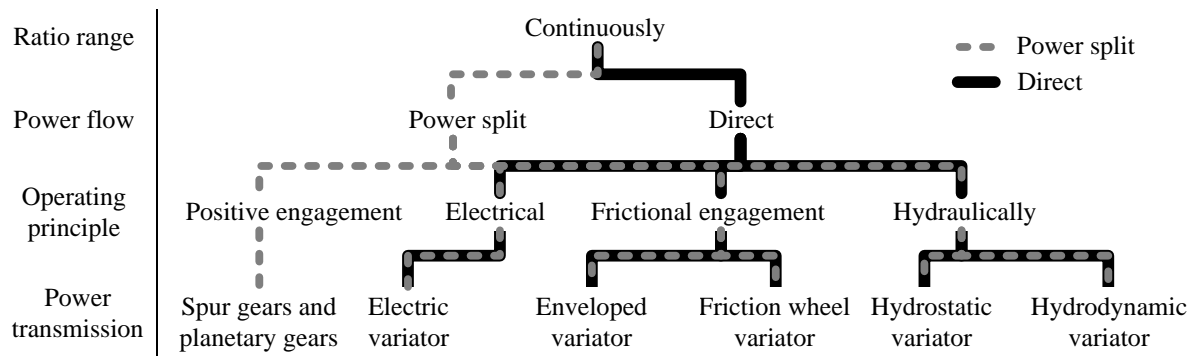 Ratio range
Continuously
Power split
Direct
Power flow
Power split
Direct
Operating
principle
Positive engagement
Electrical
Frictional engagement
Hydraulically
Power
transmission
Spur gears and
planetary gears
Electric
variator
Enveloped
variator
Friction wheel
variator
Hydrostatic
variator
Hydrodynamic
variator